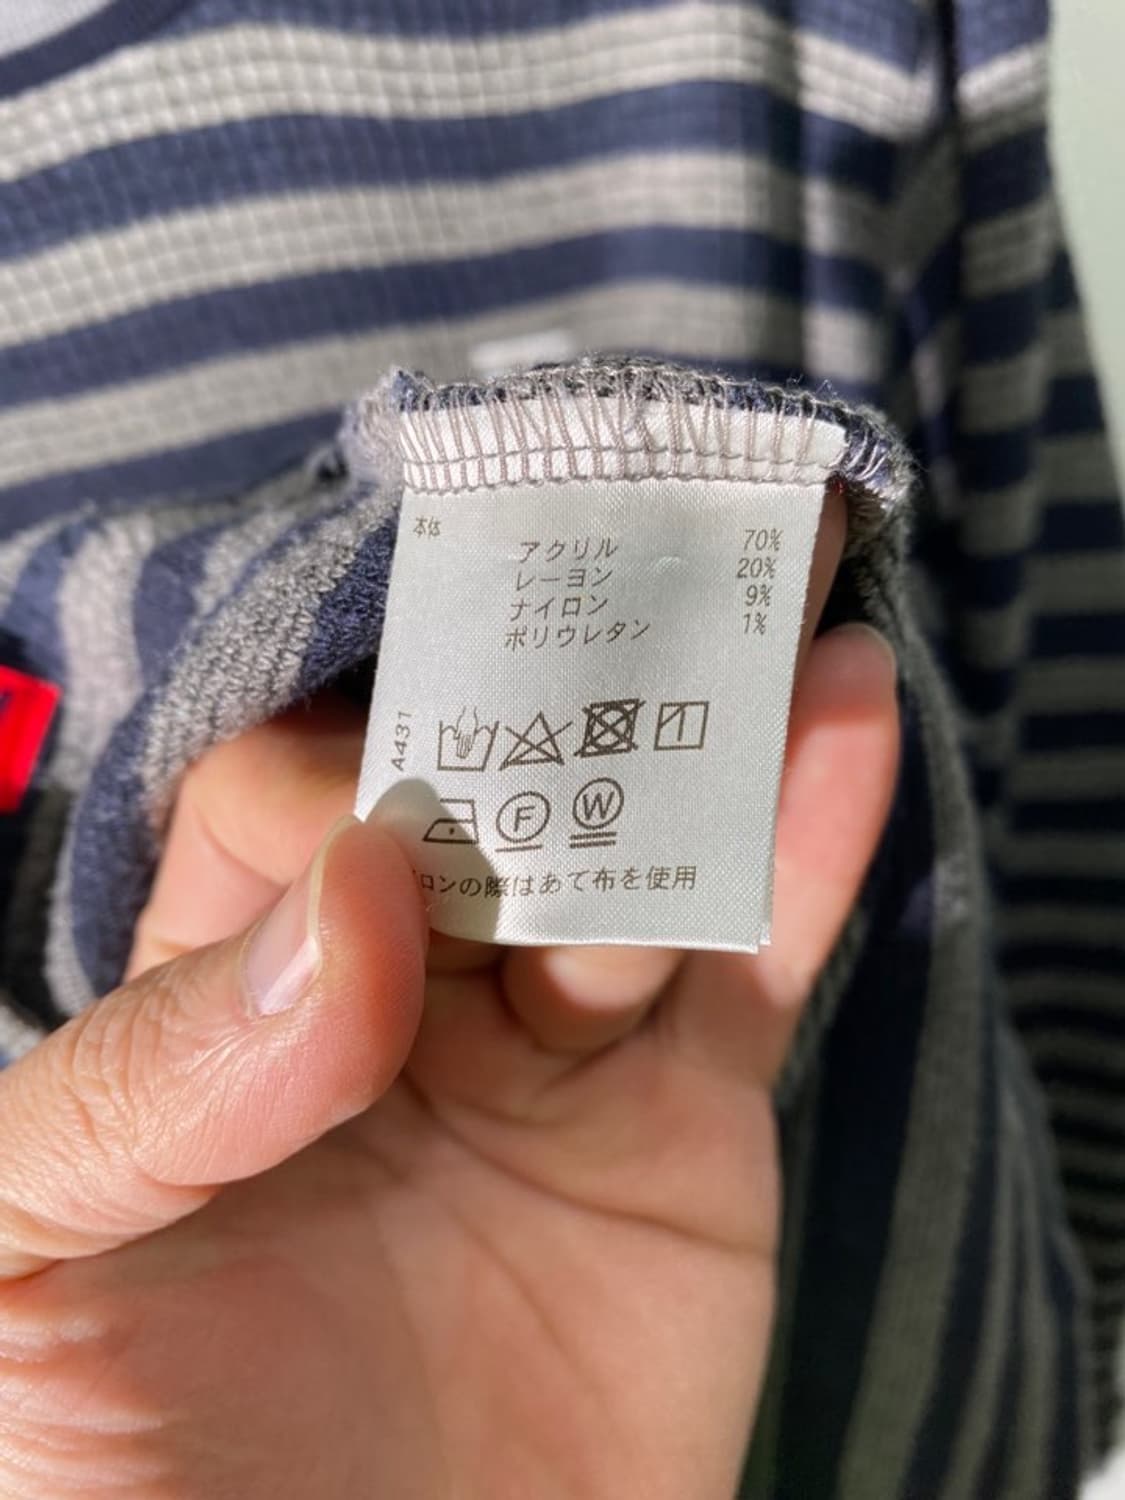 本体
アクリル 70%
レーヨン 20%
ナイロン 9%
ポリウレタン 1%
A431
F W
ロンの際はあて布を使用